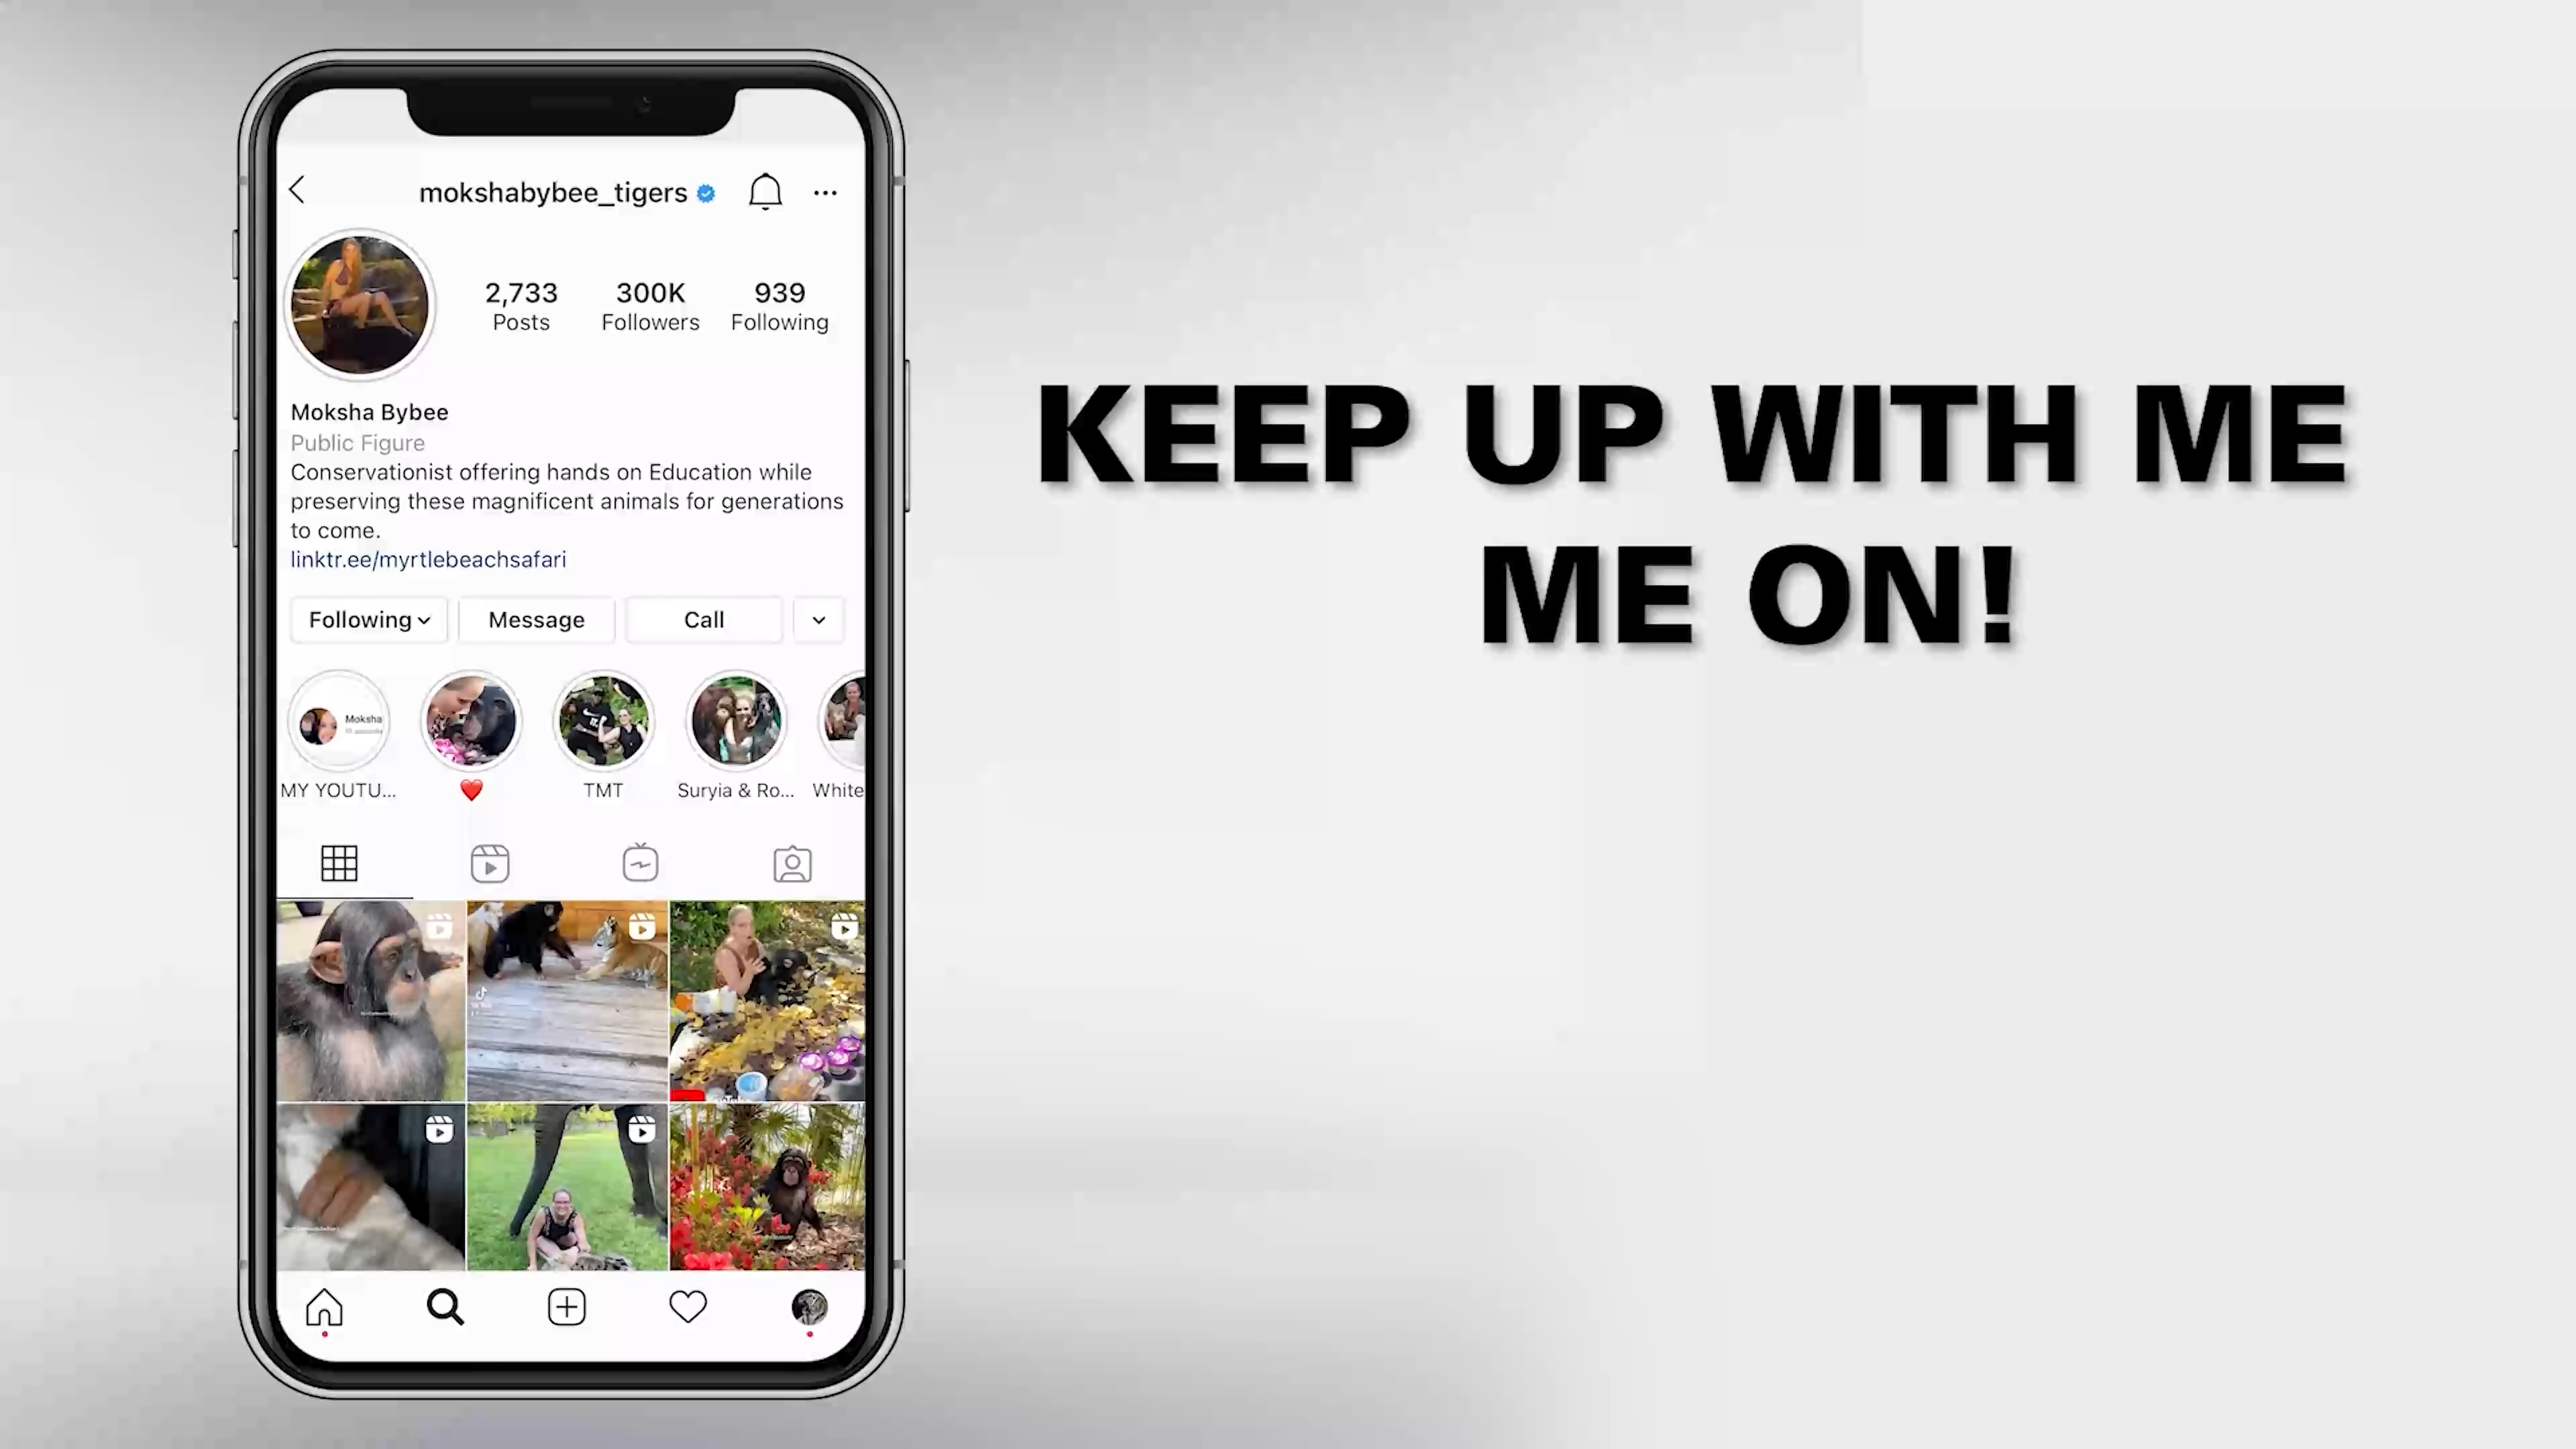 mokshabybee_tigers
2,733
Posts
300K
Followers
939
Following
Moksha Bybee
Public Figure
Conservationist offering hands on Education while
preserving these magnificent animals for generations
to come.
linktr.ee/myrtlebeachsafari
Following
Message
Call
Moksha
MY YOUTU...
TMT
Suryia & Ro...
White
KEEP UP WITH ME
ME ON!